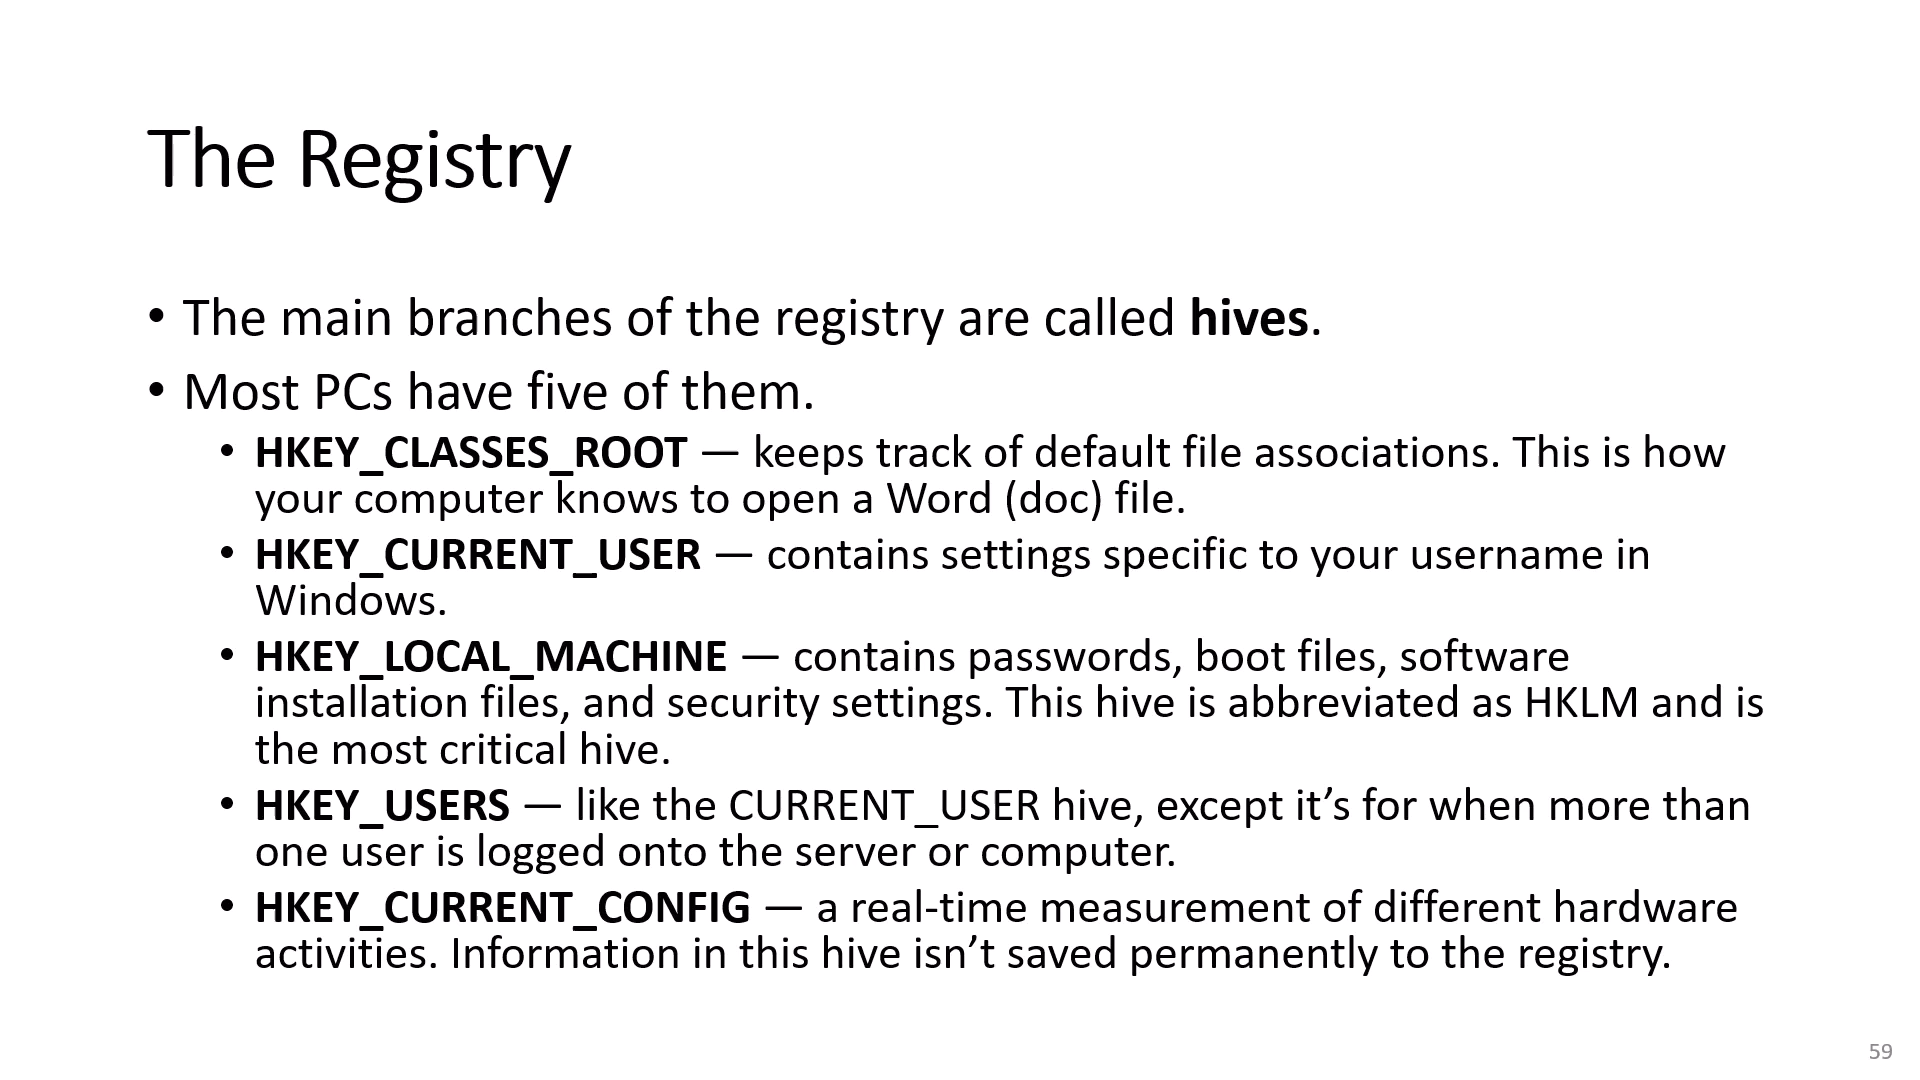 The Registry
• The main branches of the registry are called hives.
• Most PCs have five of them.
• HKEY_CLASSES_ROOT — keeps track of default file associations. This is how
your computer knows to open a Word (doc) file.
• HKEY_CURRENT_USER — contains settings specific to your username in
Windows.
• HKEY_LOCAL_MACHINE — contains passwords, boot files, software
installation files, and security settings. This hive is abbreviated as HKLM and is
the most critical hive.
• HKEY_USERS — like the CURRENT_USER hive, except it’s for when more than
one user is logged onto the server or computer.
• HKEY_CURRENT_CONFIG — a real-time measurement of different hardware
activities. Information in this hive isn’t saved permanently to the registry.
59